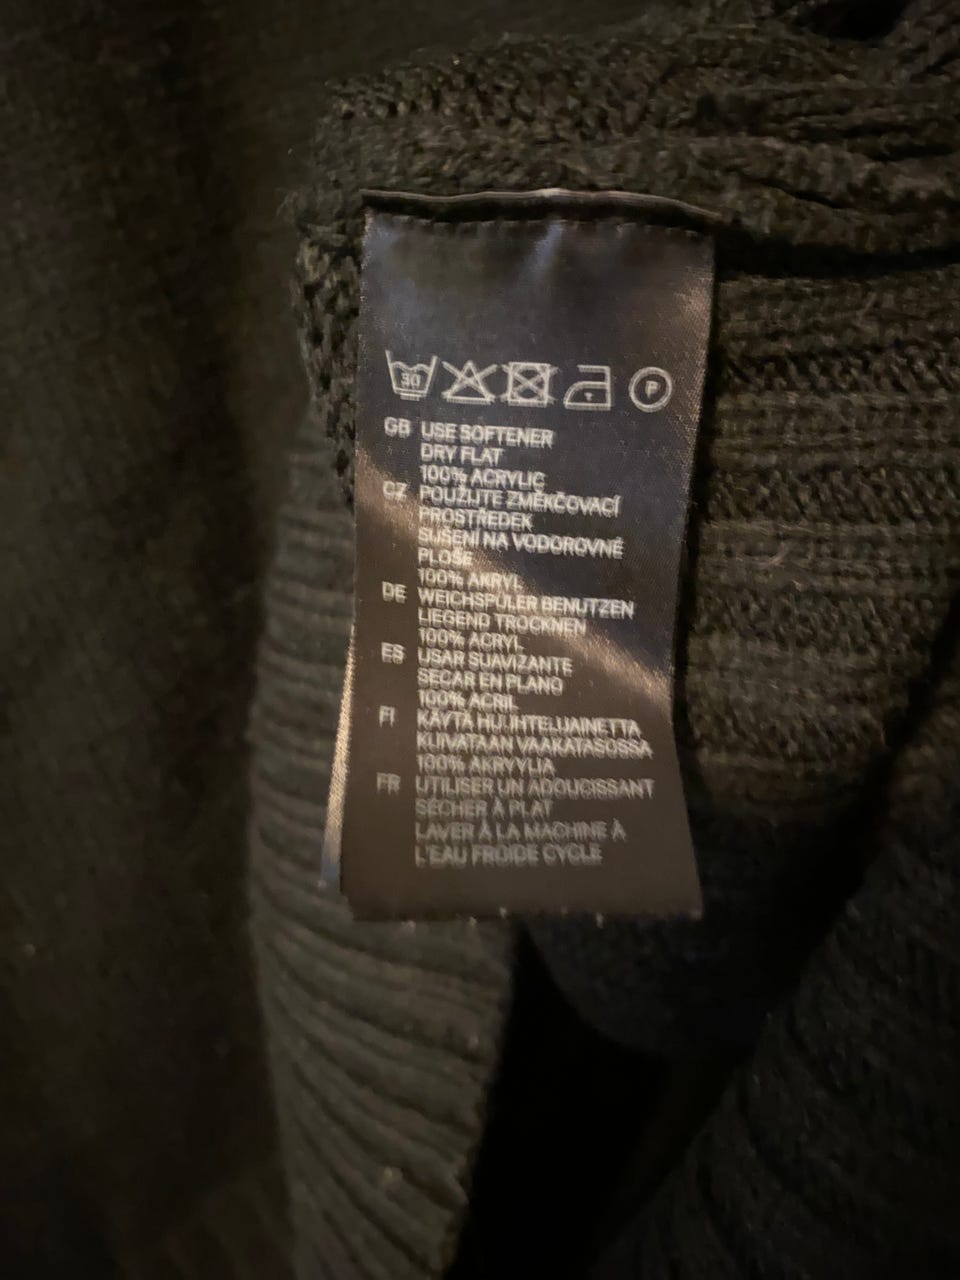 30
P
GB USE SOFTENER
DRY FLAT
100% ACRYLIC
CZ POUŽIJTE ZMĚKČOVACÍ
PROSTŘEDEK
SUŠENÍ NA VODOROVNÉ
PLOŠE
100% AKRYL
DE WEICHSPÜLER BENUTZEN
LIEGEND TROCKNEN
100% ACRYL
ES USAR SUAVIZANTE
SECAR EN PLANO
100% ACRIL
FI KÄYTÄ HUUHTELUAINETTA
KUIVATAAN VAAKATASOSSA
100% AKRYYLIA
FR UTILISER UN ADOUCISSANT
SÉCHER À PLAT
LAVER À LA MACHINE À
L'EAU FROIDE CYCLE